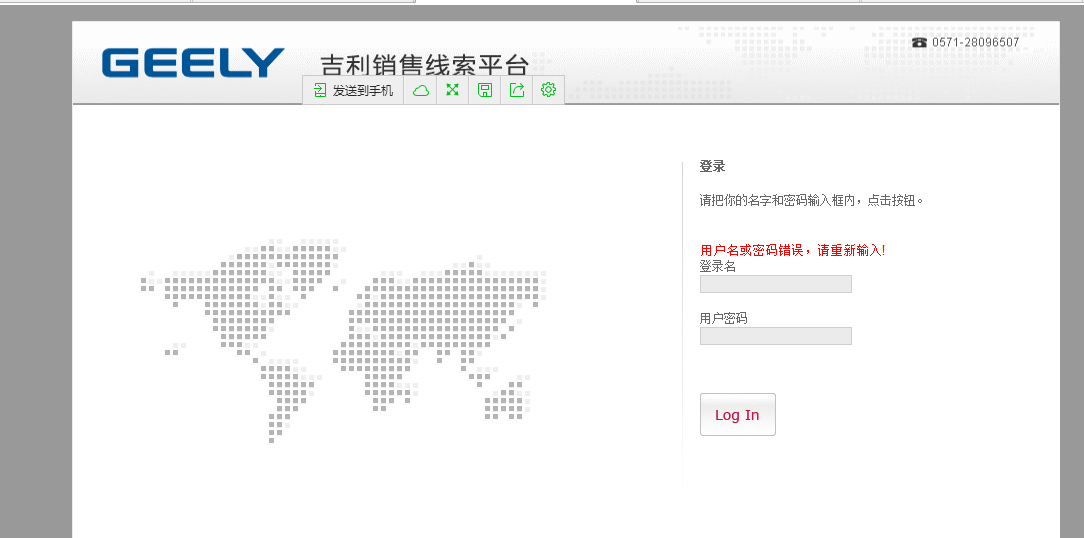 GEELY 吉利销售线索平台
☎ 0571-28096507
发送到手机
登录
请把你的名字和密码输入框内，点击按钮。
用户名或密码错误，请重新输入!
登录名
用户密码
Log In